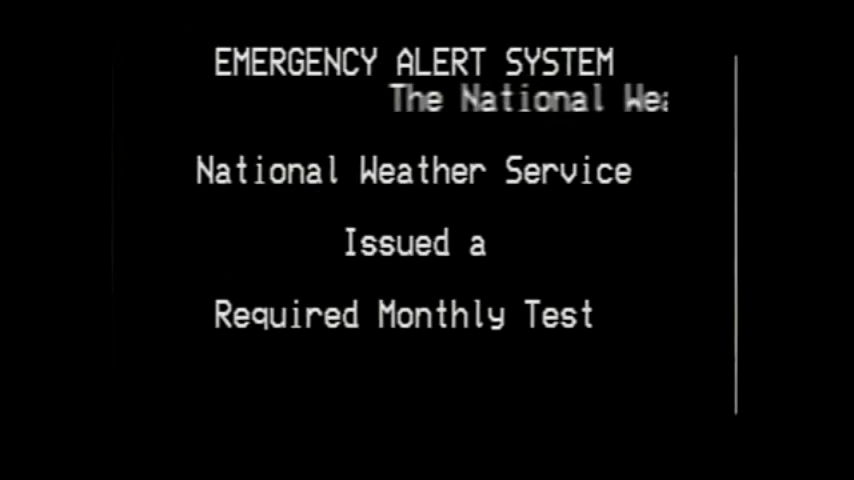 EMERGENCY ALERT SYSTEM
The National
National Weather Service
Issued a
Required Monthly Test